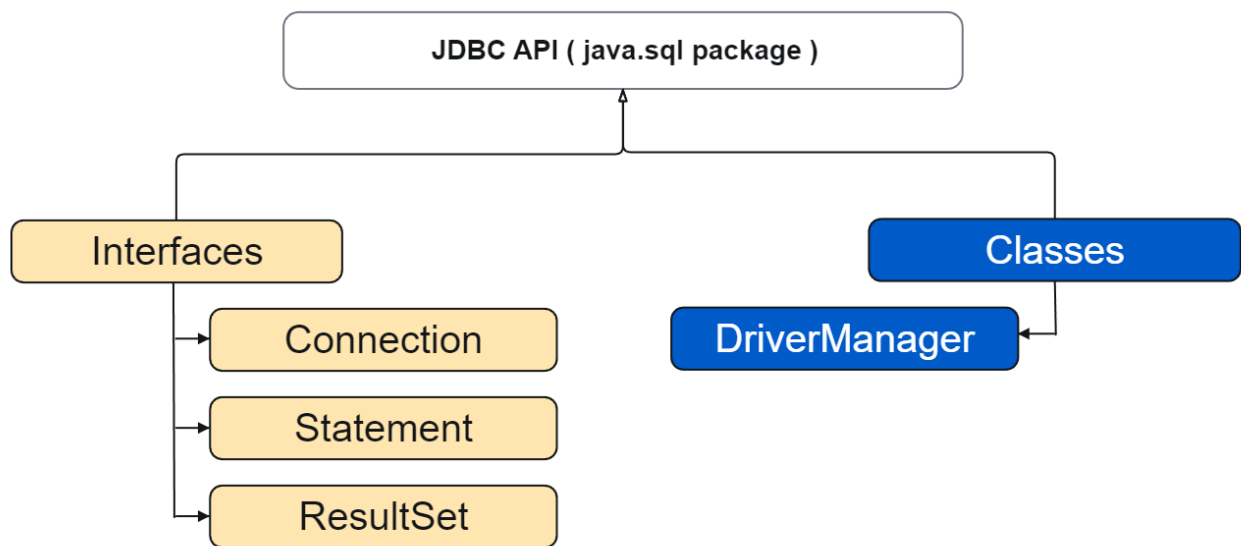 JDBC API ( java.sql package )
Interfaces
Classes
Connection
DriverManager
Statement
ResultSet